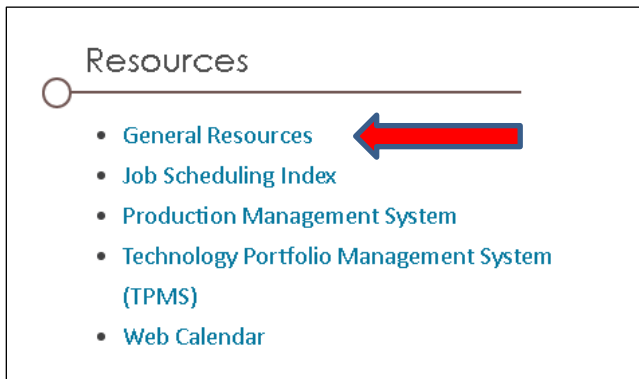 Resources
General Resources
Job Scheduling Index
Production Management System
Technology Portfolio Management System
(TPMS)
Web Calendar